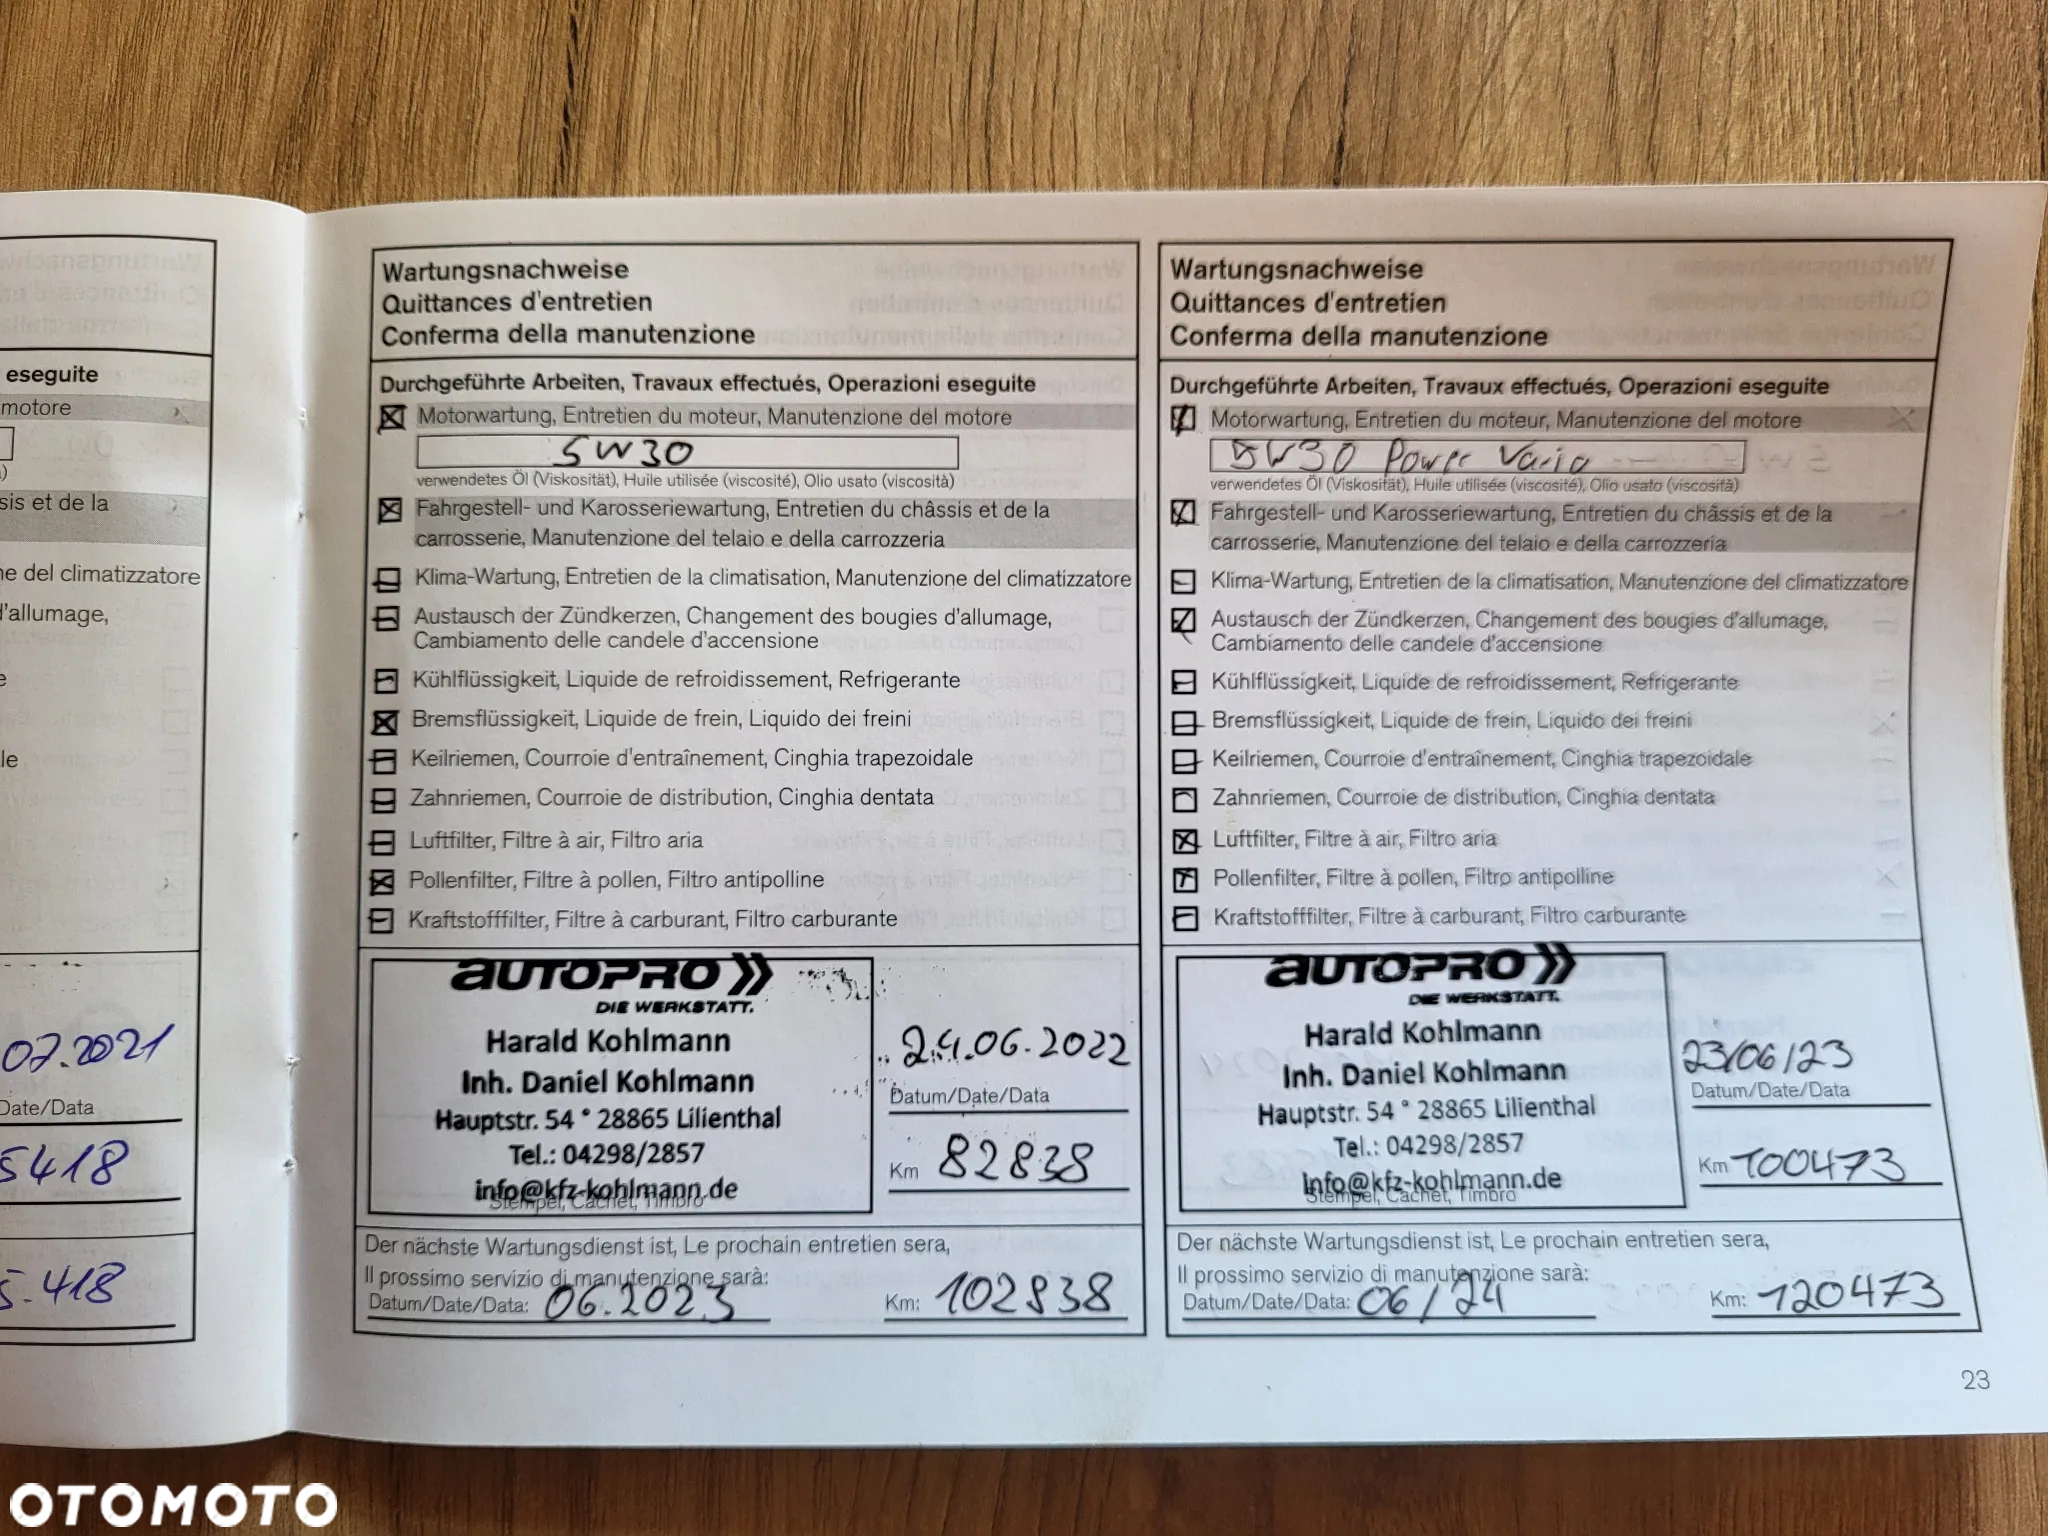 eseguite
motore
sis et de la
ne del climatizzatore
d'allumage,
07.2021
Date/Data
5418
5.418
Wartungsnachweise
Quittances d'entretien
Conferma della manutenzione
Durchgeführte Arbeiten, Travaux effectués, Operazioni eseguite
Motorwartung, Entretien du moteur, Manutenzione del motore
5W30
verwendetes Öl (Viskosität), Huile utilisée (viscosité), Olio usato (viscosità)
Fahrgestell- und Karosseriewartung, Entretien du châssis et de la
carrosserie, Manutenzione del telaio e della carrozzeria
Klima-Wartung, Entretien de la climatisation, Manutenzione del climatizzatore
Austausch der Zündkerzen, Changement des bougies d'allumage,
Cambiamento delle candele d'accensione
Kühlflüssigkeit, Liquide de refroidissement, Refrigerante
Bremsflüssigkeit, Liquide de frein, Liquido dei freini
Keilriemen, Courroie d'entraînement, Cinghia trapezoidale
Zahnriemen, Courroie de distribution, Cinghia dentata
Luftfilter, Filtre à air, Filtro aria
Pollenfilter, Filtre à pollen, Filtro antipolline
Kraftstofffilter, Filtre à carburant, Filtro carburante
AUTOPRO
DIE WERKSTATT.
Harald Kohlmann
Inh. Daniel Kohlmann
Hauptstr. 54 * 28865 Lilienthal
Tel.: 04298/2857
info@kfz-kohlmann.de
Stempel, Cachet, Timbro
24.06.2022
Datum/Date/Data
Km 82838
Der nächste Wartungsdienst ist, Le prochain entretien sera,
Il prossimo servizio di manutenzione sarà:
Datum/Date/Data: 06.2023 Km: 102838
Wartungsnachweise
Quittances d'entretien
Conferma della manutenzione
Durchgeführte Arbeiten, Travaux effectués, Operazioni eseguite
Motorwartung, Entretien du moteur, Manutenzione del motore
5W30 Power Vario
verwendetes Öl (Viskosität), Huile utilisée (viscosité), Olio usato (viscosità)
Fahrgestell- und Karosseriewartung, Entretien du châssis et de la
carrosserie, Manutenzione del telaio e della carrozzeria
Klima-Wartung, Entretien de la climatisation, Manutenzione del climatizzatore
Austausch der Zündkerzen, Changement des bougies d'allumage,
Cambiamento delle candele d'accensione
Kühlflüssigkeit, Liquide de refroidissement, Refrigerante
Bremsflüssigkeit, Liquide de frein, Liquido dei freini
Keilriemen, Courroie d'entraînement, Cinghia trapezoidale
Zahnriemen, Courroie de distribution, Cinghia dentata
Luftfilter, Filtre à air, Filtro aria
Pollenfilter, Filtre à pollen, Filtro antipolline
Kraftstofffilter, Filtre à carburant, Filtro carburante
AUTOPRO
DIE WERKSTATT.
Harald Kohlmann
Inh. Daniel Kohlmann
Hauptstr. 54 * 28865 Lilienthal
Tel.: 04298/2857
Info@kfz-kohlmann.de
Stempel, Cachet, Timbro
23/06/23
Datum/Date/Data
Km 100473
Der nächste Wartungsdienst ist, Le prochain entretien sera,
Il prossimo servizio di manutenzione sarà:
Datum/Date/Data: 06/24 Km: 120473
23
OTOMOTO